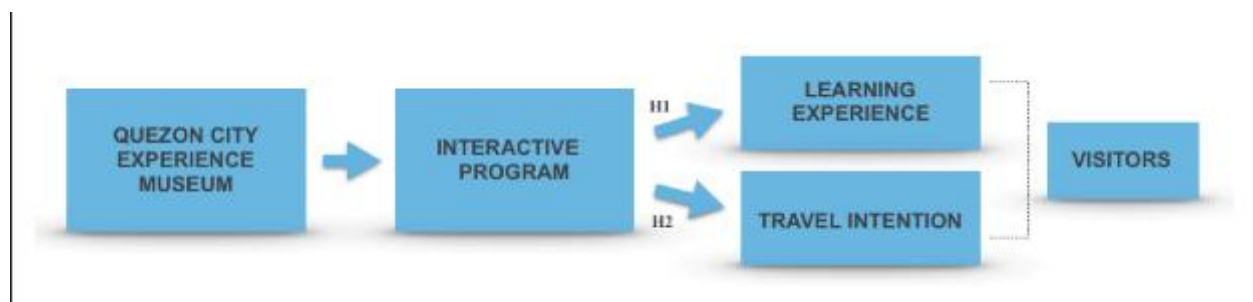 QUEZON CITY
EXPERIENCE
MUSEUM
INTERACTIVE
PROGRAM
H1
H2
LEARNING
EXPERIENCE
TRAVEL INTENTION
VISITORS